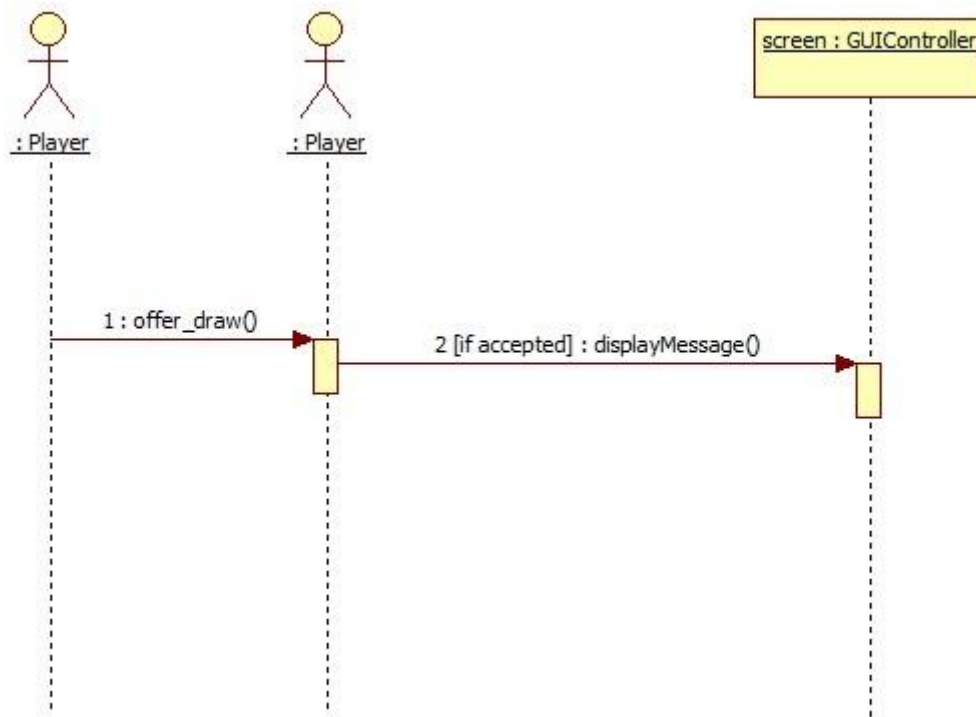 : Player
: Player
screen : GUIController
1 : offer_draw()
2 [if accepted] : displayMessage()